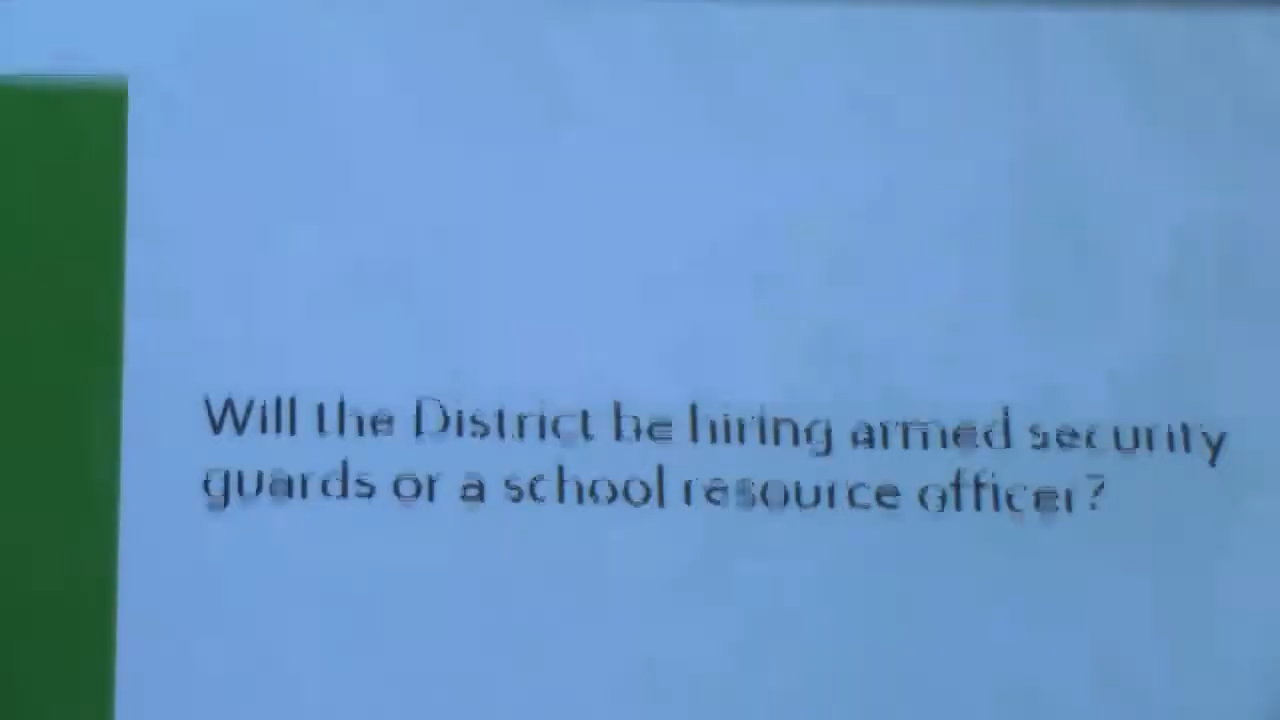 Will the District be hiring armed security
guards or a school resource officer?